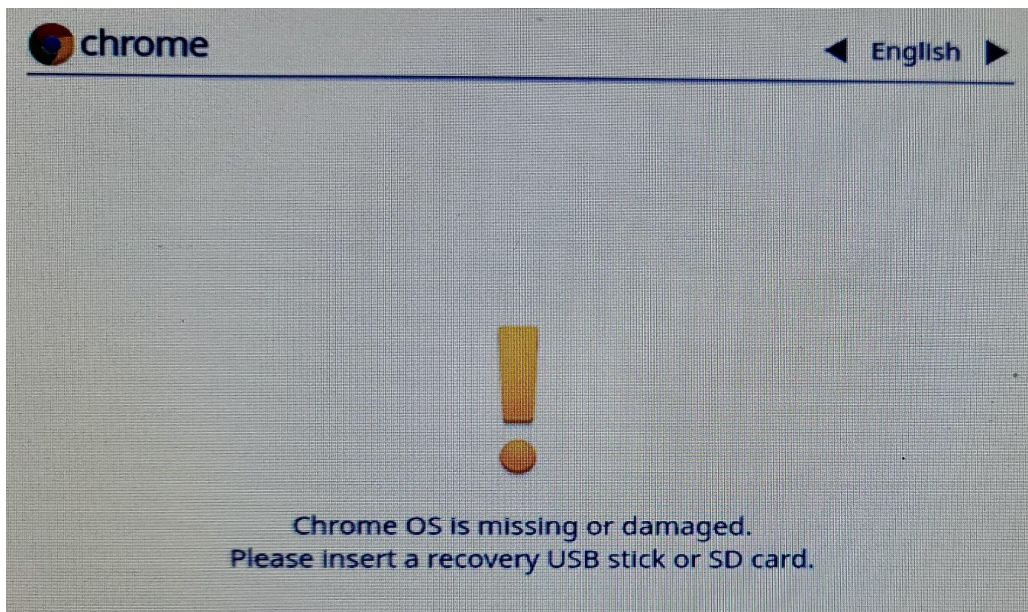 chrome
English
Chrome OS is missing or damaged.
Please insert a recovery USB stick or SD card.